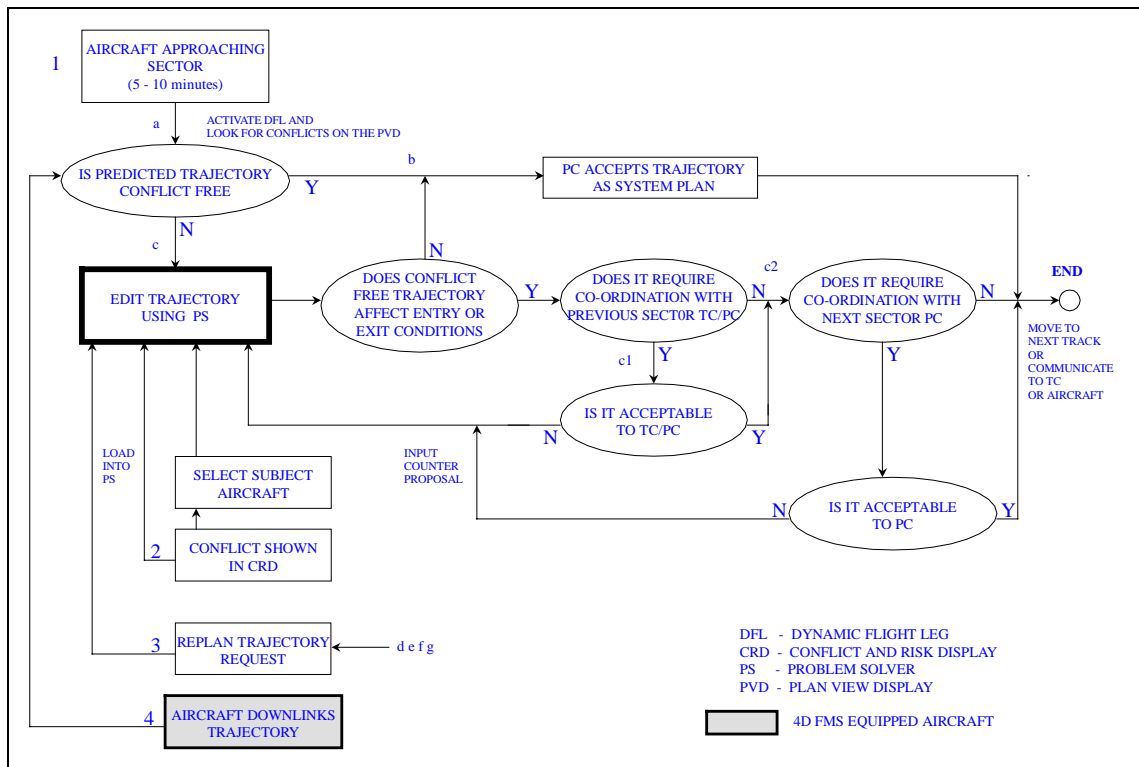 1
AIRCRAFT APPROACHING
SECTOR
(5 - 10 minutes)
a
ACTIVATE DFL AND
LOOK FOR CONFLICTS ON THE PVD
IS PREDICTED TRAJECTORY
CONFLICT FREE
Y
b
PC ACCEPTS TRAJECTORY
AS SYSTEM PLAN
N
c
EDIT TRAJECTORY
USING PS
N
DOES CONFLICT
FREE TRAJECTORY
AFFECT ENTRY OR
EXIT CONDITIONS
Y
DOES IT REQUIRE
CO-ORDINATION WITH
PREVIOUS SECT0R TC/PC
c2
N
DOES IT REQUIRE
CO-ORDINATION WITH
NEXT SECTOR PC
N
END
MOVE TO
NEXT TRACK
OR
COMMUNICATE
TO TC
OR AIRCRAFT
c1
Y
Y
IS IT ACCEPTABLE
TO TC/PC
N
Y
LOAD
INTO
PS
SELECT SUBJECT
AIRCRAFT
INPUT
COUNTER
PROPOSAL
N
IS IT ACCEPTABLE
TO PC
Y
2
CONFLICT SHOWN
IN CRD
3
REPLAN TRAJECTORY
REQUEST
d e f g
4
AIRCRAFT DOWNLINKS
TRAJECTORY
DFL - DYNAMIC FLIGHT LEG
CRD - CONFLICT AND RISK DISPLAY
PS - PROBLEM SOLVER
PVD - PLAN VIEW DISPLAY
4D FMS EQUIPPED AIRCRAFT